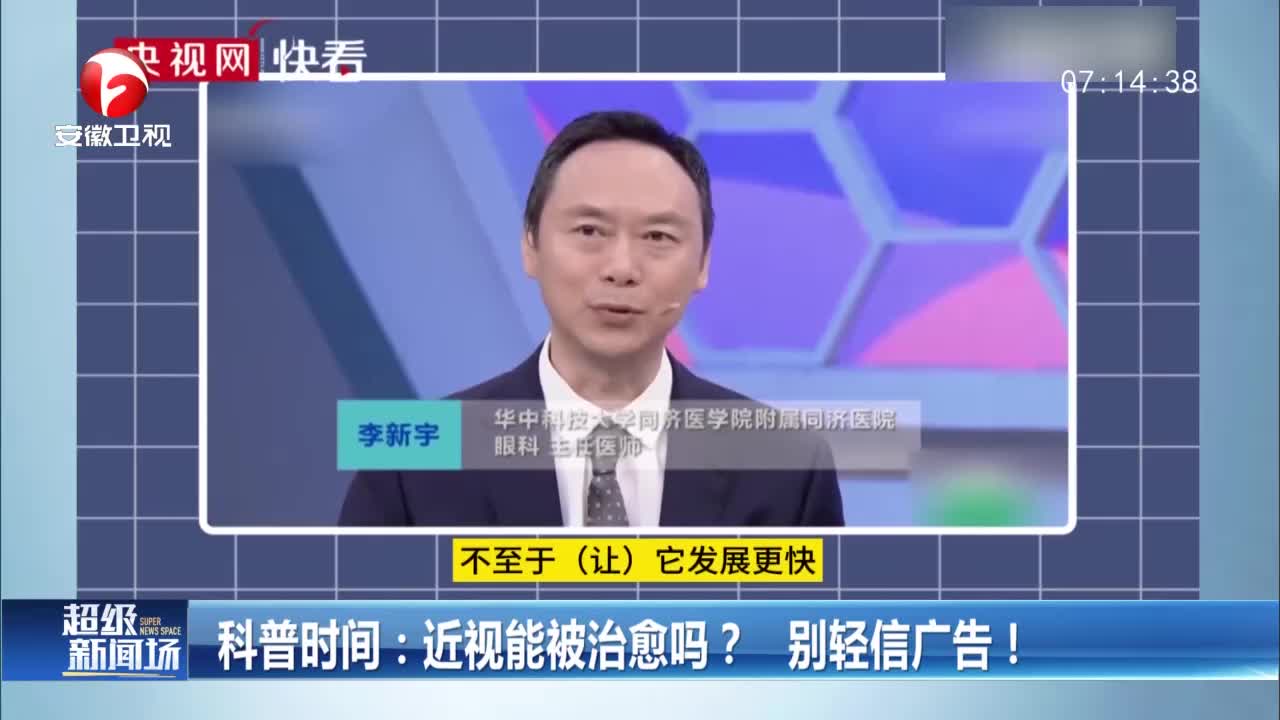 央视网 快看
安徽卫视
07:14:38
李新宇
华中科技大学同济医学院附属同济医院
眼科 主任医师
不至于（让）它发展更快
超级
新闻场
SUPER
NEWS SPACE
科普时间：近视能被治愈吗？ 别轻信广告！